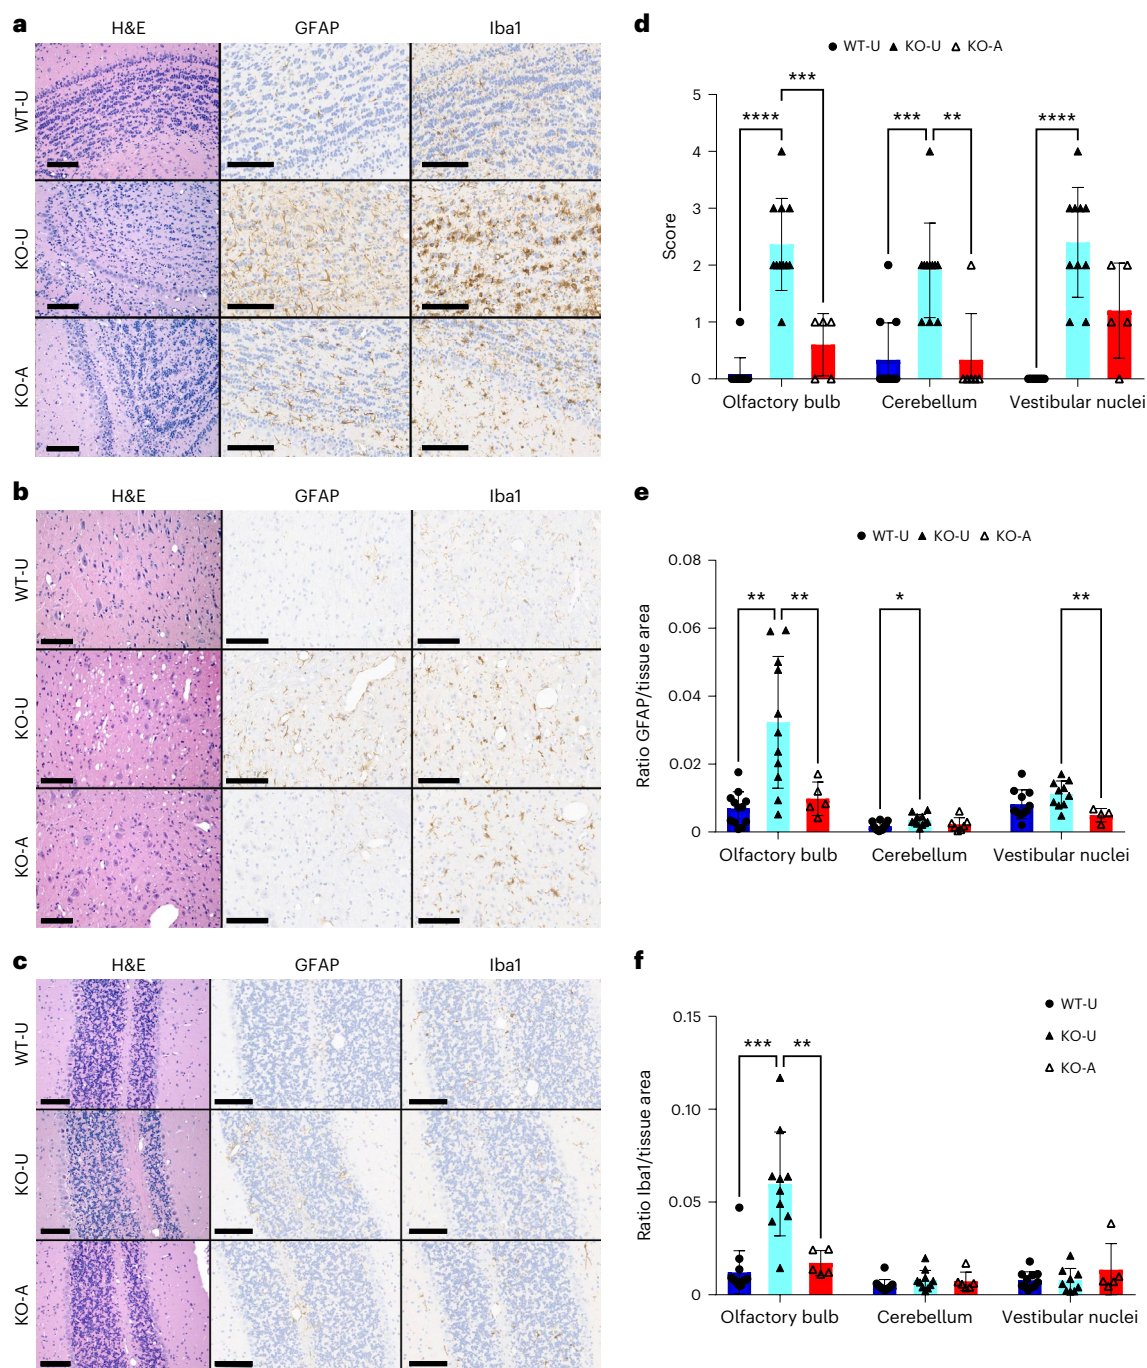 a
H&E GFAP Iba1
WT-U
KO-U
KO-A
b
H&E GFAP Iba1
WT-U
KO-U
KO-A
c
H&E GFAP Iba1
WT-U
KO-U
KO-A
d
WT-U KO-U KO-A
Score
5
4
3
2
1
0
**** *** *** ** ****
Olfactory bulb Cerebellum Vestibular nuclei
e
WT-U KO-U KO-A
Ratio GFAP/tissue area
0.08
0.06
0.04
0.02
0
** ** * **
Olfactory bulb Cerebellum Vestibular nuclei
f
WT-U
KO-U
KO-A
Ratio Iba1/tissue area
0.15
0.10
0.05
0
*** **
Olfactory bulb Cerebellum Vestibular nuclei